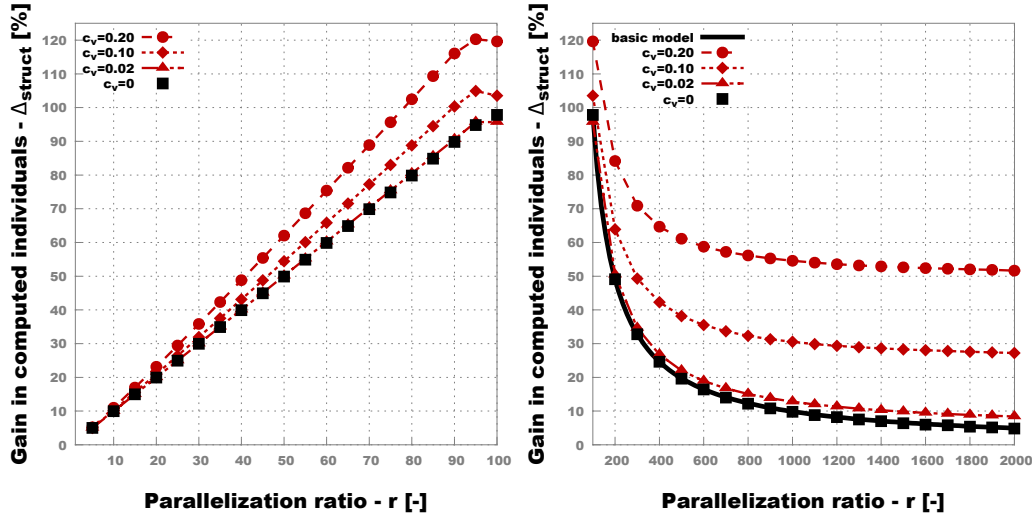 Gain in computed individuals - Δstruct [%]
120
110
100
90
80
70
60
50
40
30
20
10
0
cv=0.20
cv=0.10
cv=0.02
cv=0
10 20 30 40 50 60 70 80 90 100
Parallelization ratio - r [-]
Gain in computed individuals - Δstruct [%]
120
110
100
90
80
70
60
50
40
30
20
10
0
basic model
cv=0.20
cv=0.10
cv=0.02
cv=0
200 400 600 800 1000 1200 1400 1600 1800 2000
Parallelization ratio - r [-]